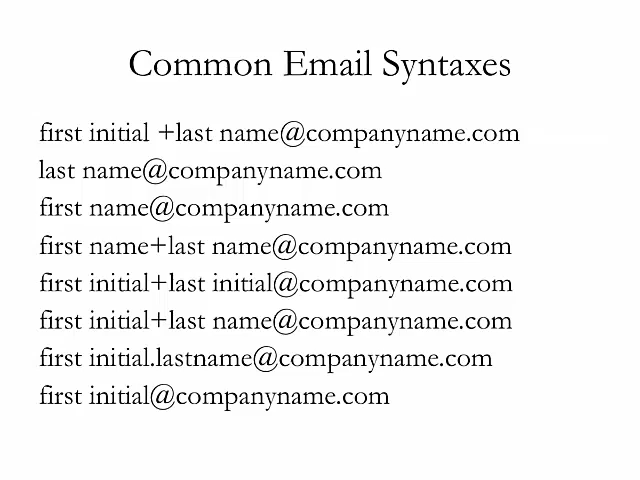 Common Email Syntaxes
first initial +last name@companyname.com
last name@companyname.com
first name@companyname.com
first name+last name@companyname.com
first initial+last initial@companyname.com
first initial+last name@companyname.com
first initial.lastname@companyname.com
first initial@companyname.com